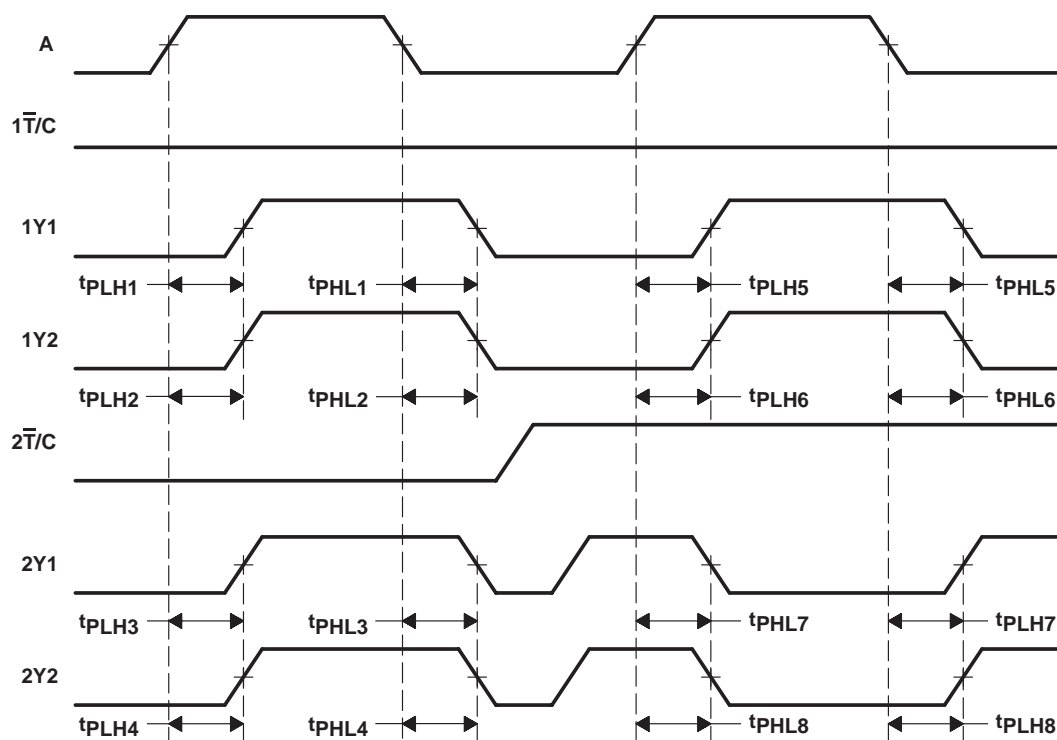 A
1T̅/C
1Y1
tPLH1 tPHL1 tPLH5 tPHL5
1Y2
tPLH2 tPHL2 tPLH6 tPHL6
2T̅/C
2Y1
tPLH3 tPHL3 tPHL7 tPLH7
2Y2
tPLH4 tPHL4 tPHL8 tPLH8